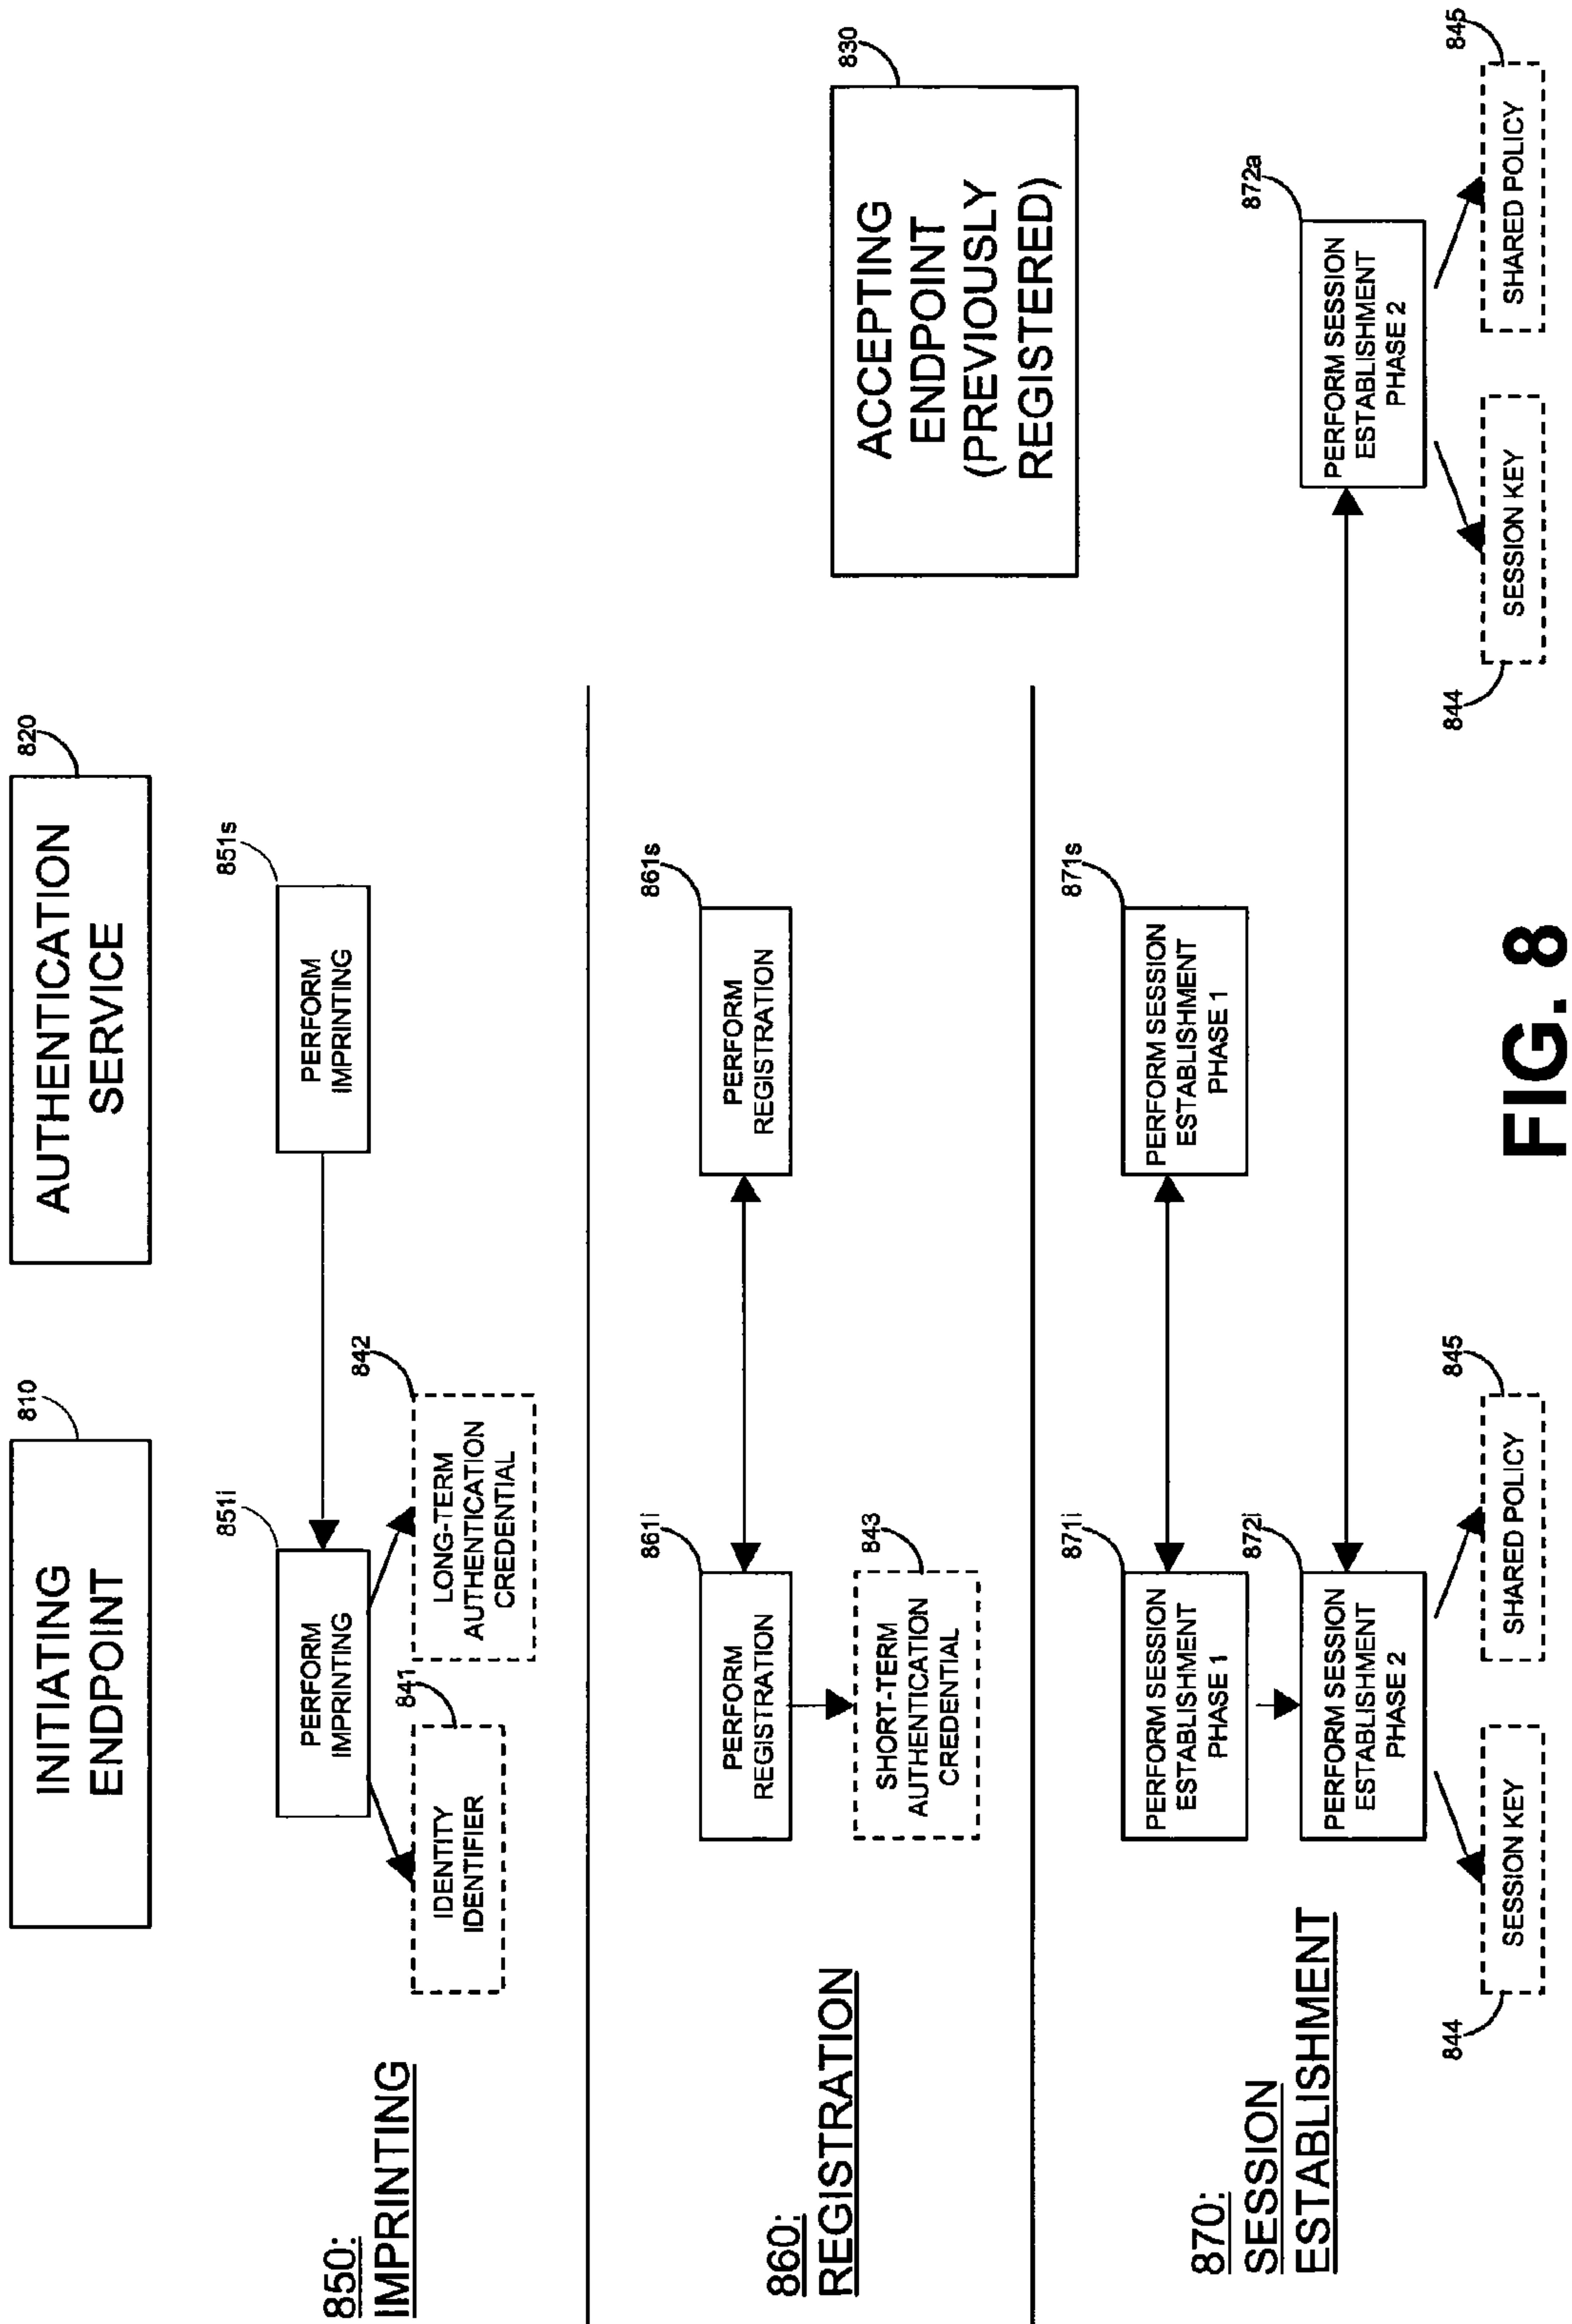 810
INITIATING
ENDPOINT
820
AUTHENTICATION
SERVICE
850:
IMPRINTING
851i
PERFORM
IMPRINTING
851s
PERFORM
IMPRINTING
841
IDENTITY
IDENTIFIER
842
LONG-TERM
AUTHENTICATION
CREDENTIAL
860:
REGISTRATION
861i
PERFORM
REGISTRATION
861s
PERFORM
REGISTRATION
843
SHORT-TERM
AUTHENTICATION
CREDENTIAL
830
ACCEPTING
ENDPOINT
(PREVIOUSLY
REGISTERED)
870:
SESSION
ESTABLISHMENT
871i
PERFORM SESSION
ESTABLISHMENT
PHASE 1
871s
PERFORM SESSION
ESTABLISHMENT
PHASE 1
872i
PERFORM SESSION
ESTABLISHMENT
PHASE 2
872a
PERFORM SESSION
ESTABLISHMENT
PHASE 2
844
SESSION KEY
845
SHARED POLICY
844
SESSION KEY
845
SHARED POLICY
FIG. 8